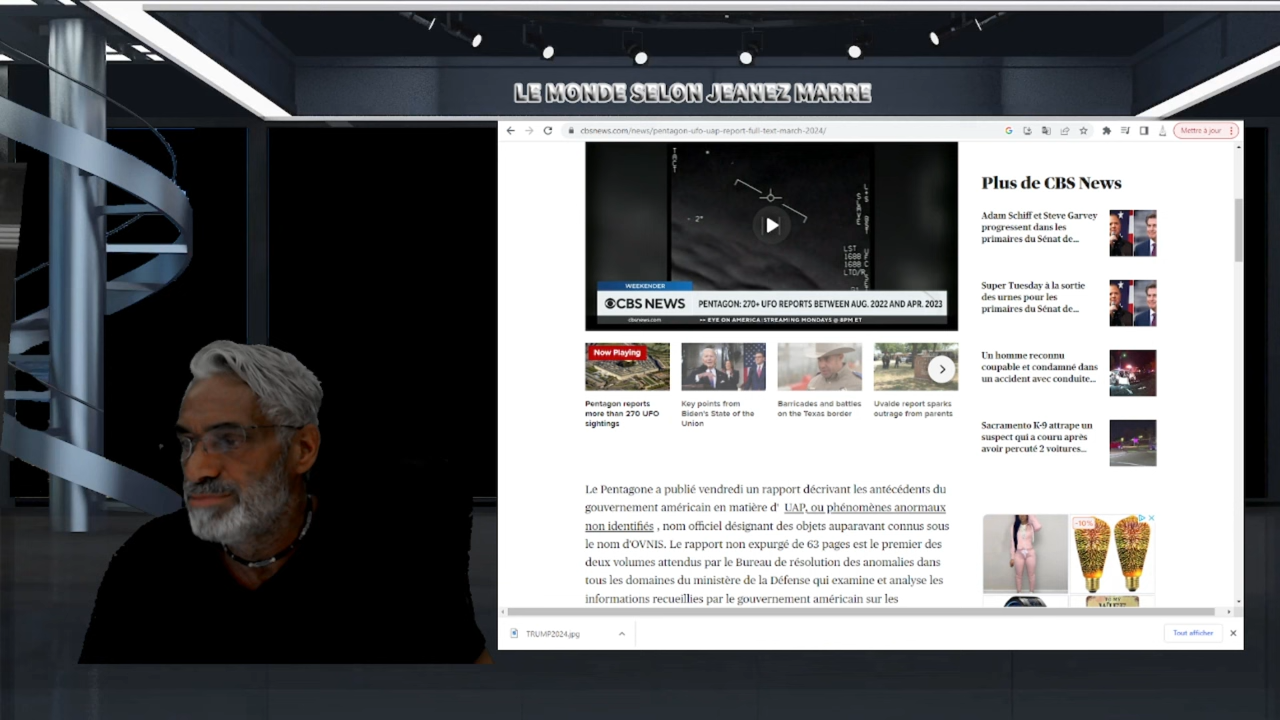 LE MONDE SELON JEANEZ MARRE
cbsnews.com/news/pentagon-ufo-uap-report-full-text-march-2024/
Mettre à jour
2°
LST
1688
1688
LTD/R
WEEKENDER
CBS NEWS
PENTAGON: 270+ UFO REPORTS BETWEEN AUG. 2022 AND APR. 2023
cbsnews.com
EYE ON AMERICA STREAMING MONDAYS @ 8PM ET
Now Playing
Pentagon reports
more than 270 UFO
sightings
Key points from
Biden's State of the
Union
Barricades and battles
on the Texas border
Uvalde report sparks
outrage from parents
Le Pentagone a publié vendredi un rapport décrivant les antécédents du
gouvernement américain en matière d' UAP, ou phénomènes anormaux
non identifiés , nom officiel désignant des objets auparavant connus sous
le nom d'OVNIS. Le rapport non expurgé de 63 pages est le premier des
deux volumes attendus par le Bureau de résolution des anomalies dans
tous les domaines du ministère de la Défense qui examine et analyse les
informations recueillies par le gouvernement américain sur les
Plus de CBS News
Adam Schiff et Steve Garvey
progressent dans les
primaires du Sénat de...
Super Tuesday à la sortie
des urnes pour les
primaires du Sénat de...
Un homme reconnu
coupable et condamné dans
un accident avec conduite...
Sacramento K-9 attrape un
suspect qui a couru après
avoir percuté 2 voitures...
-10%
TRUMP2024.jpg
Tout afficher